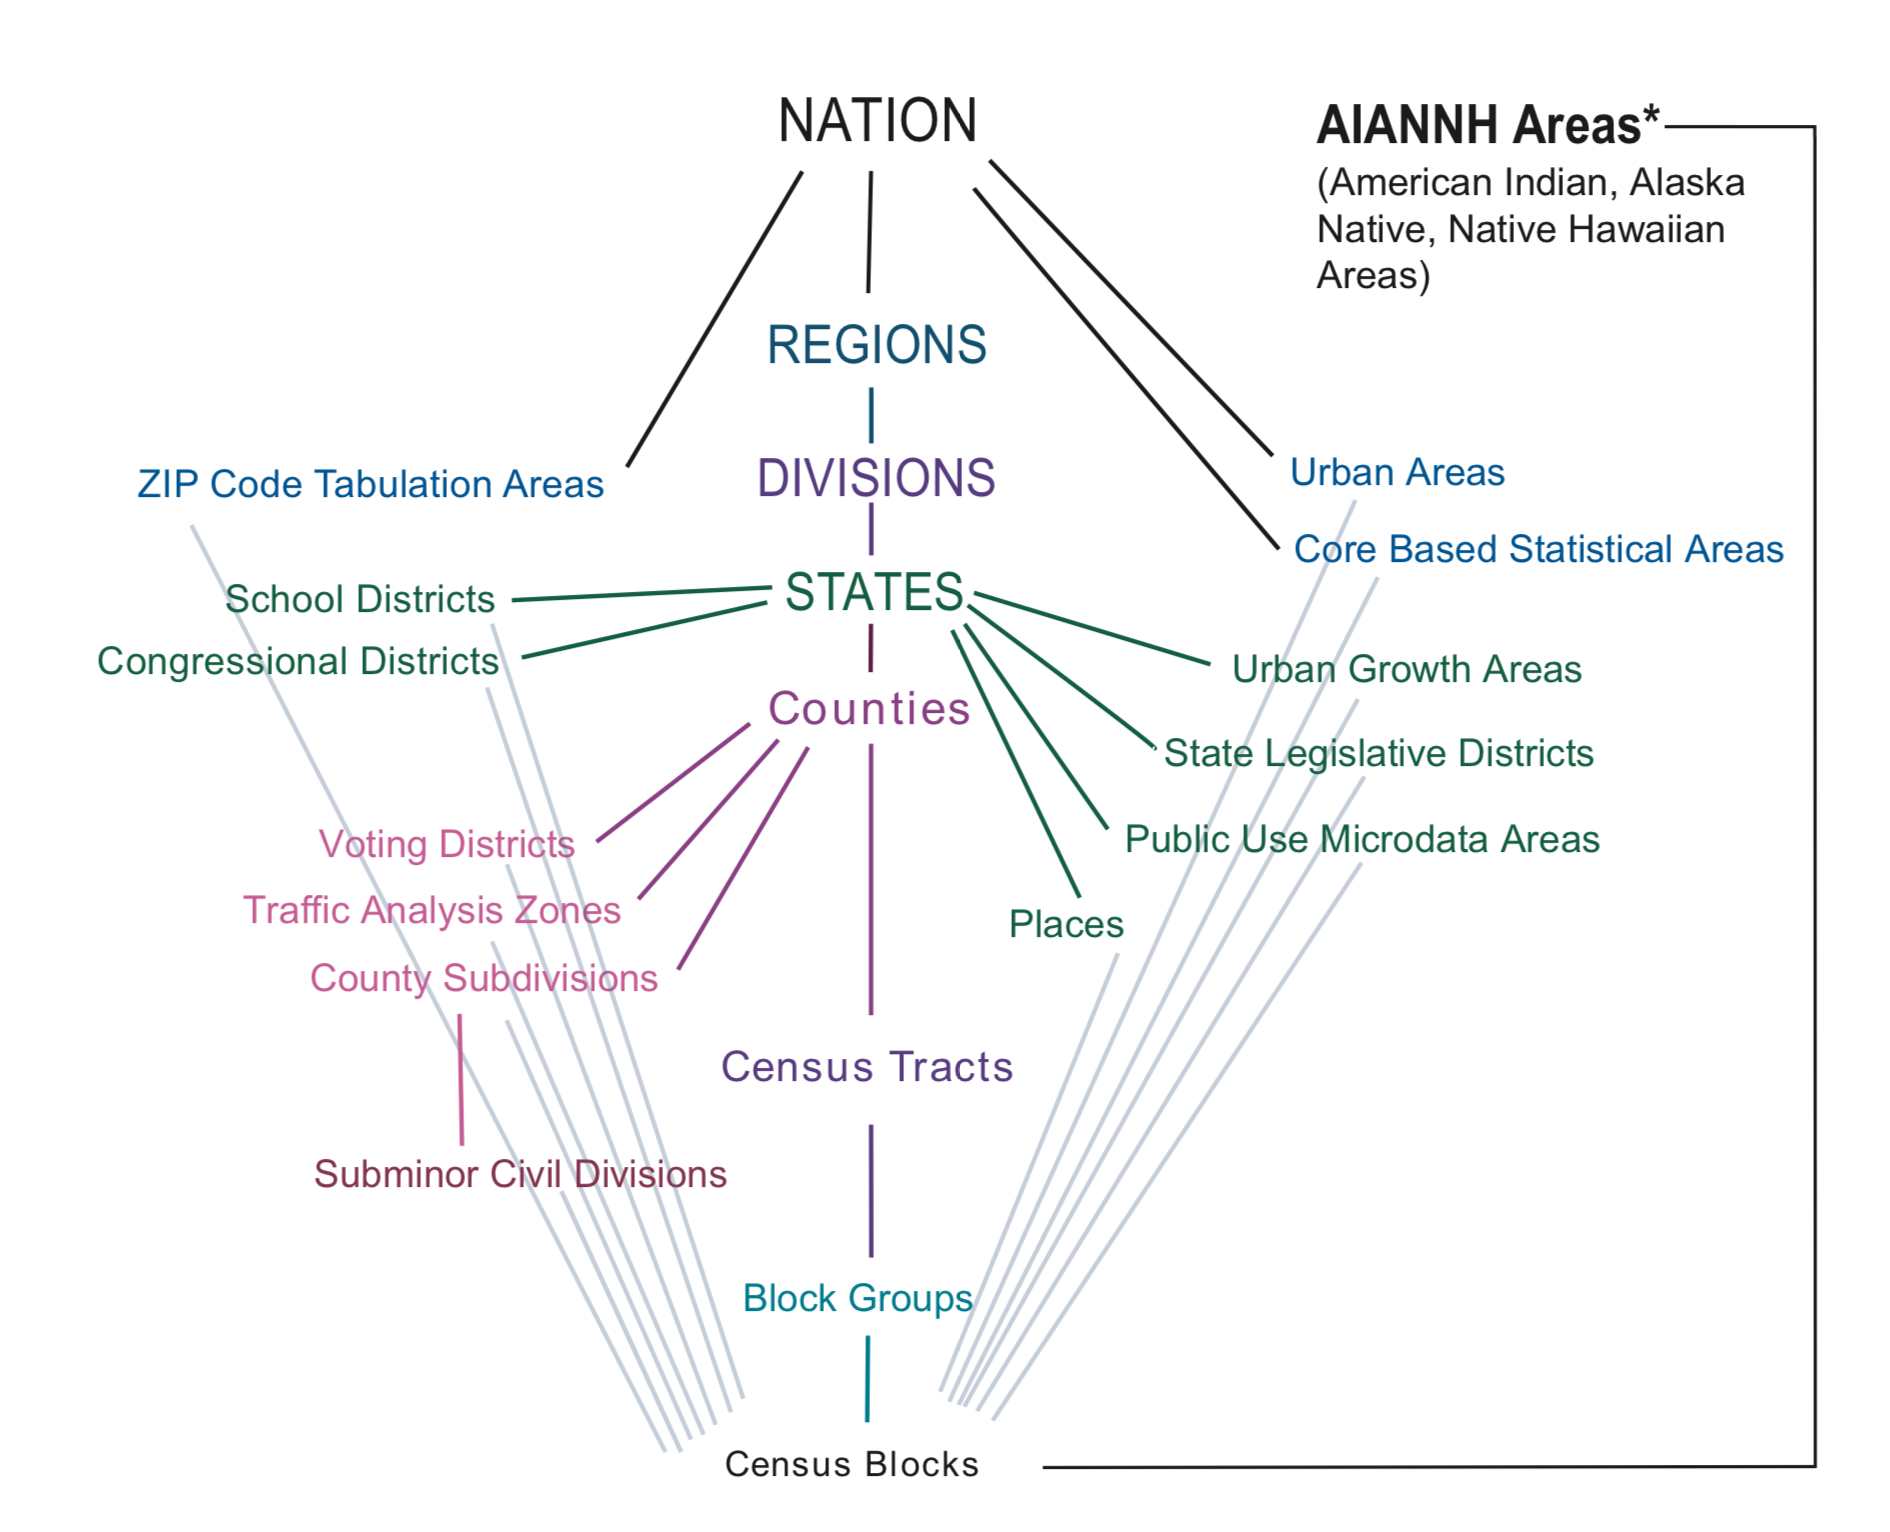 NATION
AIANNH Areas*
(American Indian, Alaska
Native, Native Hawaiian
Areas)
REGIONS
DIVISIONS
ZIP Code Tabulation Areas
Urban Areas
Core Based Statistical Areas
STATES
School Districts
Congressional Districts
Urban Growth Areas
Counties
State Legislative Districts
Voting Districts
Public Use Microdata Areas
Traffic Analysis Zones
Places
County Subdivisions
Census Tracts
Subminor Civil Divisions
Block Groups
Census Blocks